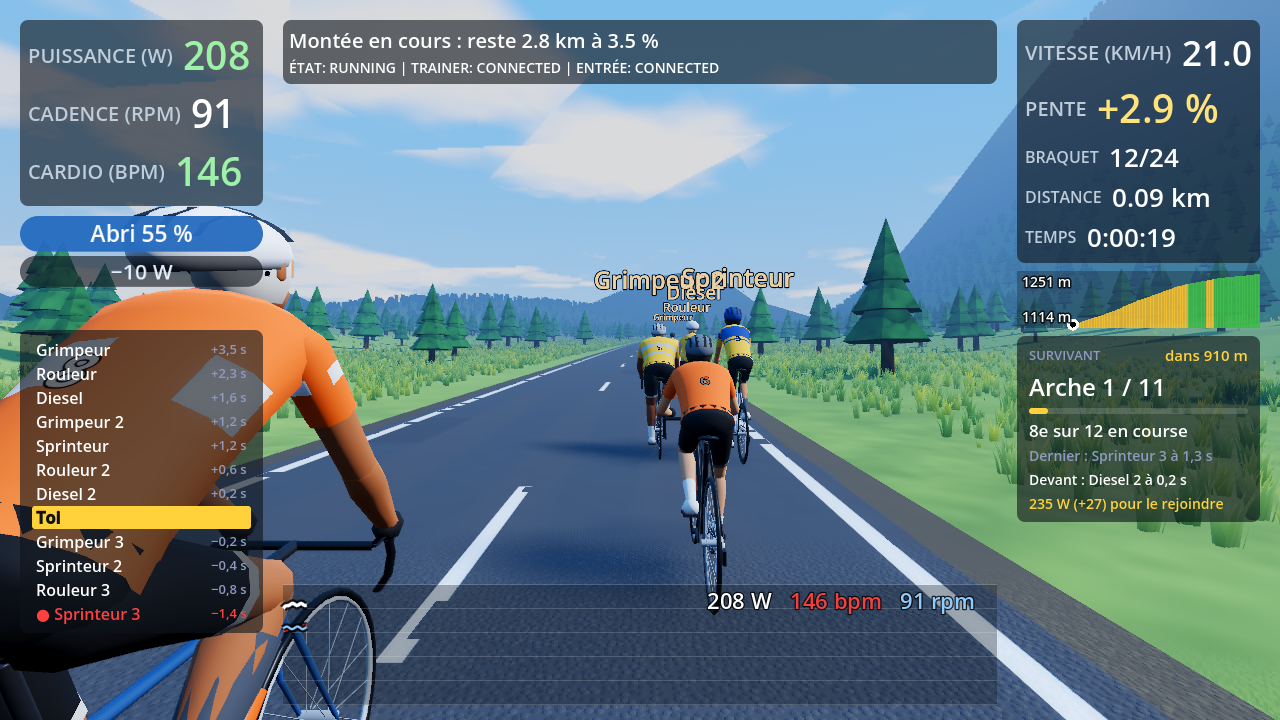 PUISSANCE (W) 208
CADENCE (RPM) 91
CARDIO (BPM) 146
Abri 55 %
−10 W
Montée en cours : reste 2.8 km à 3.5 %
ÉTAT: RUNNING | TRAINER: CONNECTED | ENTRÉE: CONNECTED
VITESSE (KM/H) 21.0
PENTE +2.9 %
BRAQUET 12/24
DISTANCE 0.09 km
TEMPS 0:00:19
1251 m
1114 m
SURVIVANT dans 910 m
Arche 1 / 11
8e sur 12 en course
Dernier : Sprinteur 3 à 1,3 s
Devant : Diesel 2 à 0,2 s
235 W (+27) pour le rejoindre
Sprinteur
Diesel
Rouleur
Grimpeur
Grimpeur +3,5 s
Rouleur +2,3 s
Diesel +1,6 s
Grimpeur 2 +1,2 s
Sprinteur +1,2 s
Rouleur 2 +0,6 s
Diesel 2 +0,2 s
Toi
Grimpeur 3 −0,2 s
Sprinteur 2 −0,4 s
Rouleur 3 −0,8 s
Sprinteur 3 −1,4 s
208 W 146 bpm 91 rpm